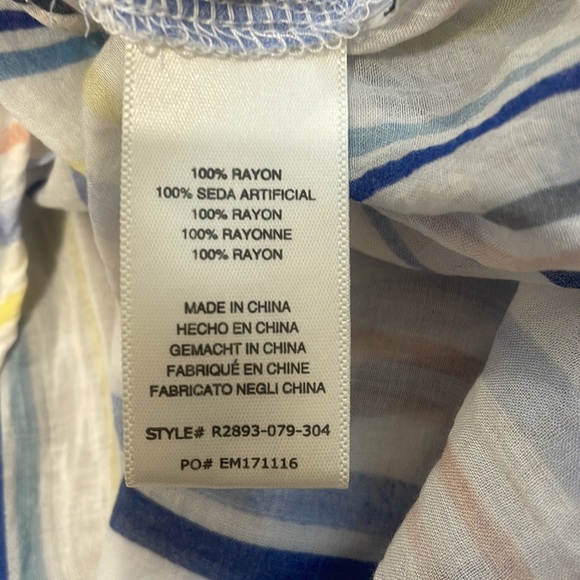 100% RAYON
100% SEDA ARTIFICIAL
100% RAYON
100% RAYONNE
100% RAYON
MADE IN CHINA
HECHO EN CHINA
GEMACHT IN CHINA
FABRIQUÉ EN CHINE
FABRICATO NEGLI CHINA
STYLE# R2893-079-304
PO# EM171116